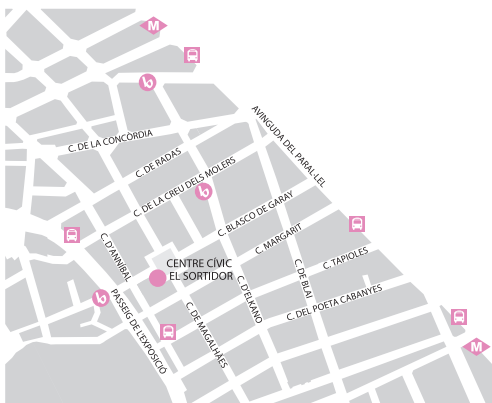 M
b
AVINGUDA DEL PARAL·LEL
C. DE LA CONCÒRDIA
C. DE RADAS
C. DE LA CREU DELS MOLERS
b
C. BLASCO DE GARAY
C. MARGARIT
C. D'ANNÍBAL
CENTRE CÍVIC
EL SORTIDOR
C. TAPIOLES
C. DE BLAI
C. D'ELKANO
b
PASSEIG DE L'EXPOSICIÓ
C. DE MAGALHAES
C. DEL POETA CABANYES
M